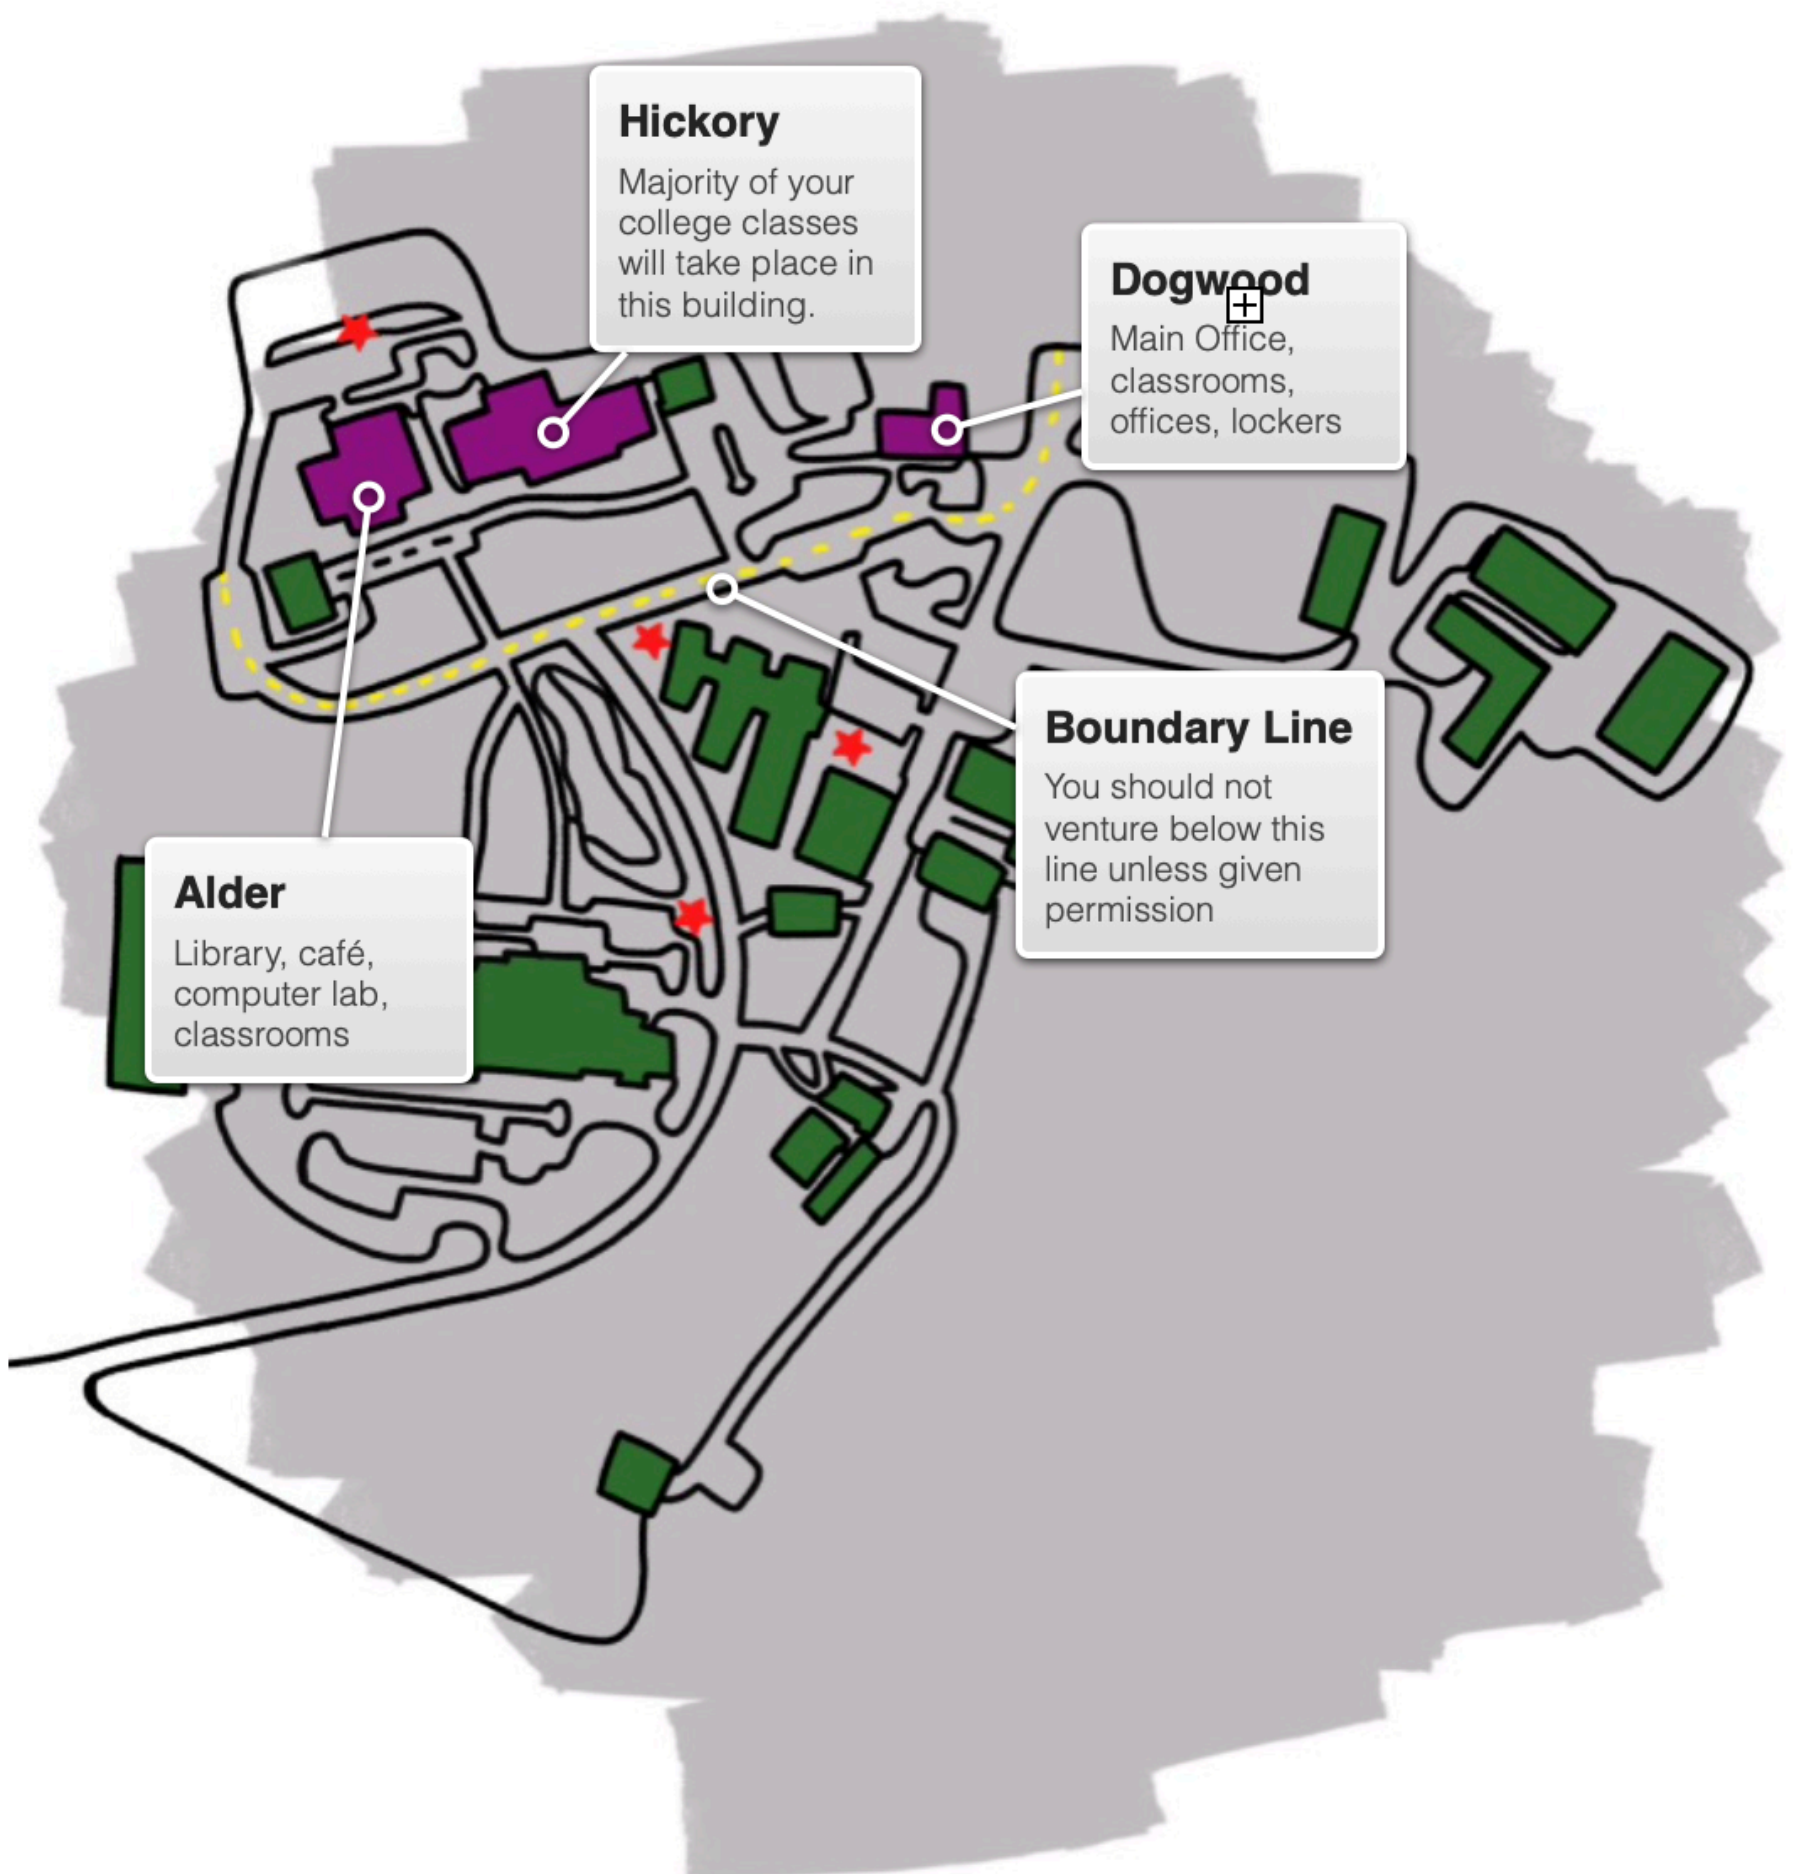 Hickory
Majority of your
college classes
will take place in
this building.
Dogwood
Main Office,
classrooms,
offices, lockers
Boundary Line
You should not
venture below this
line unless given
permission
Alder
Library, café,
computer lab,
classrooms